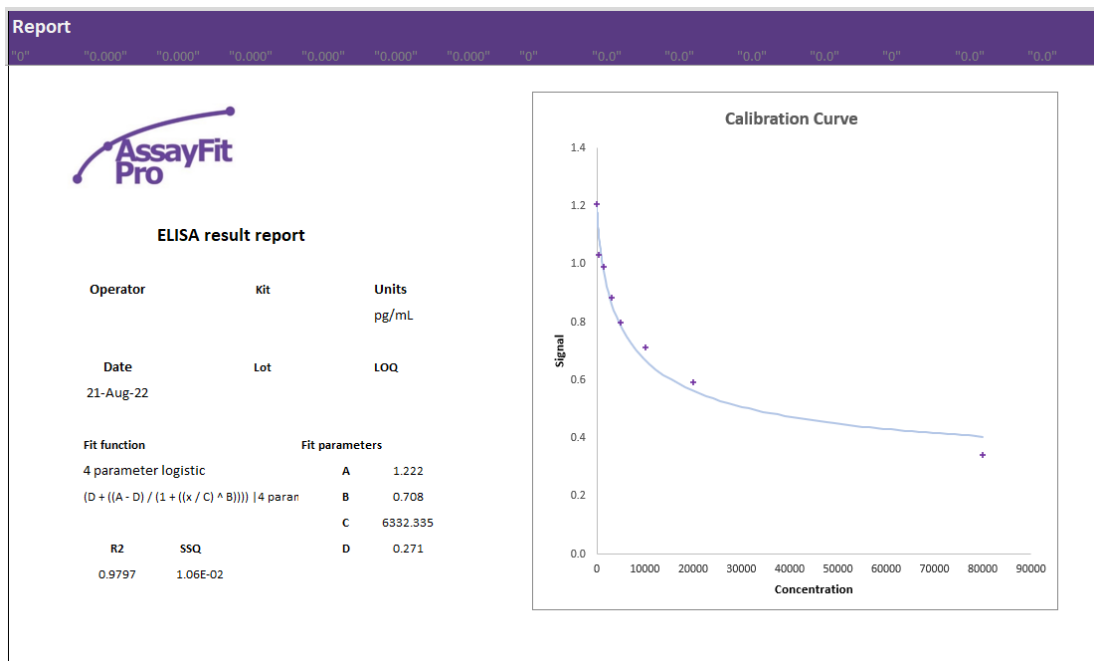 Report
"0" "0.000" "0.000" "0.000" "0.000" "0.000" "0.000" "0" "0.0" "0.0" "0.0" "0.0" "0" "0.0" "0.0"
AssayFit
Pro
ELISA result report
Operator Kit Units
pg/mL
Date Lot LOQ
21-Aug-22
Fit function Fit parameters
4 parameter logistic A 1.222
(D + ((A - D) / (1 + ((x / C) ^ B)))) |4 paran B 0.708
C 6332.335
R2 SSQ D 0.271
0.9797 1.06E-02
Calibration Curve
1.4
1.2
1.0
0.8
0.6
0.4
0.2
0.0
Signal
0 10000 20000 30000 40000 50000 60000 70000 80000 90000
Concentration